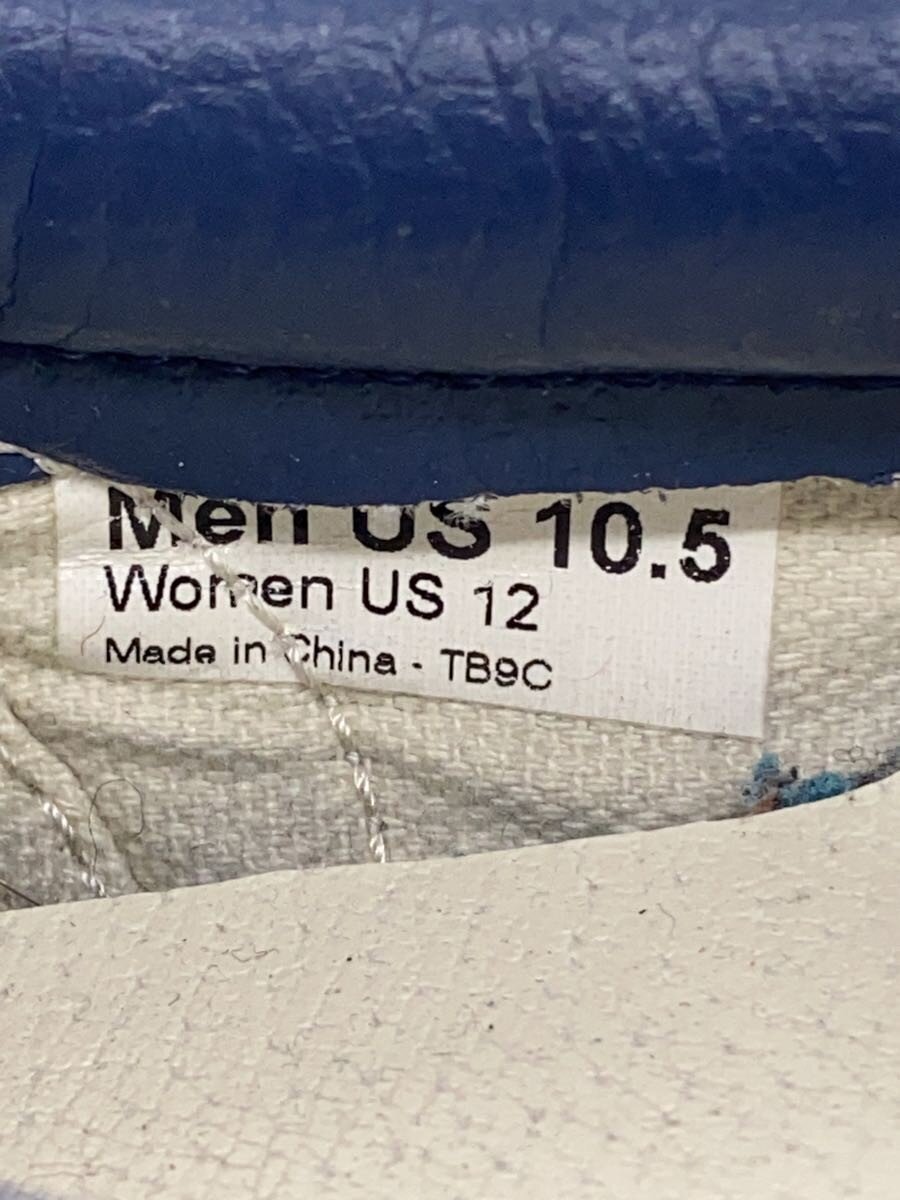 Men US 10.5
Women US 12
Made in China - TB9C